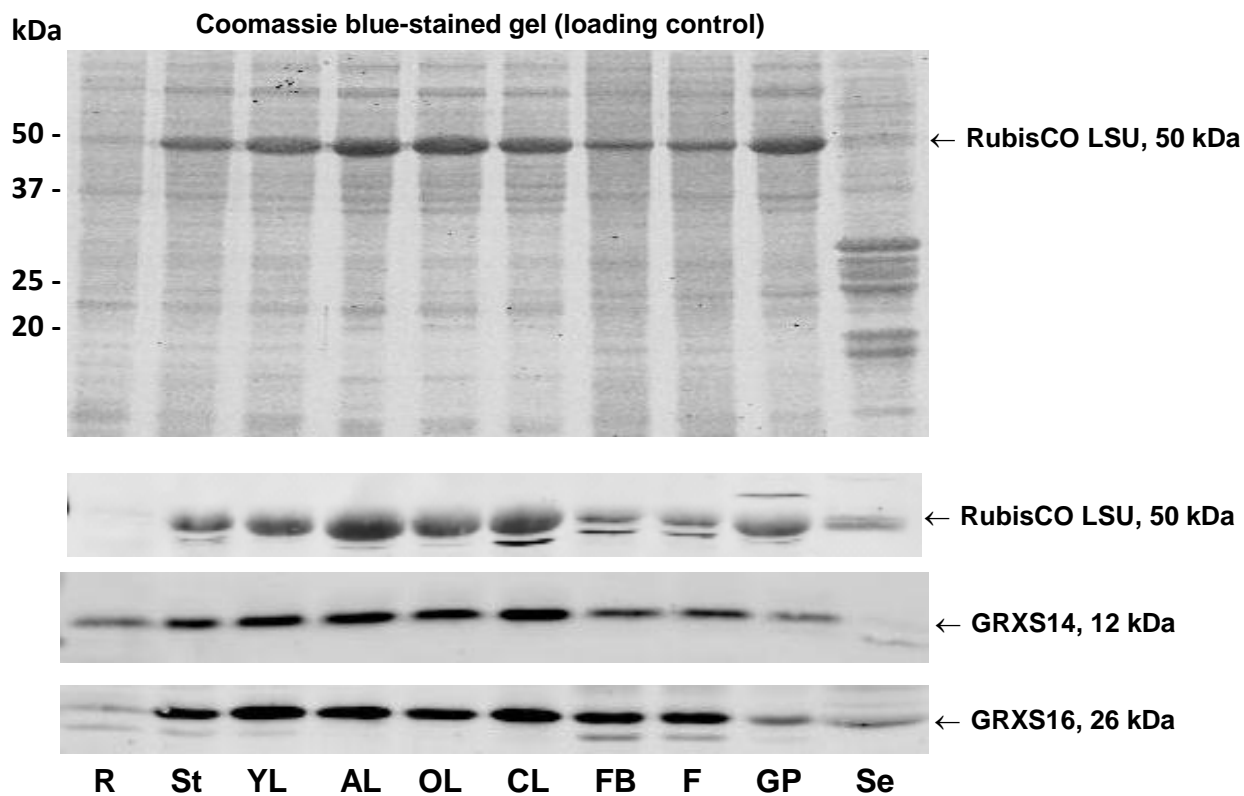 kDa
Coomassie blue-stained gel (loading control)
50 -
← RubisCO LSU, 50 kDa
37 -
25 -
20 -
← RubisCO LSU, 50 kDa
← GRXS14, 12 kDa
← GRXS16, 26 kDa
R St YL AL OL CL FB F GP Se